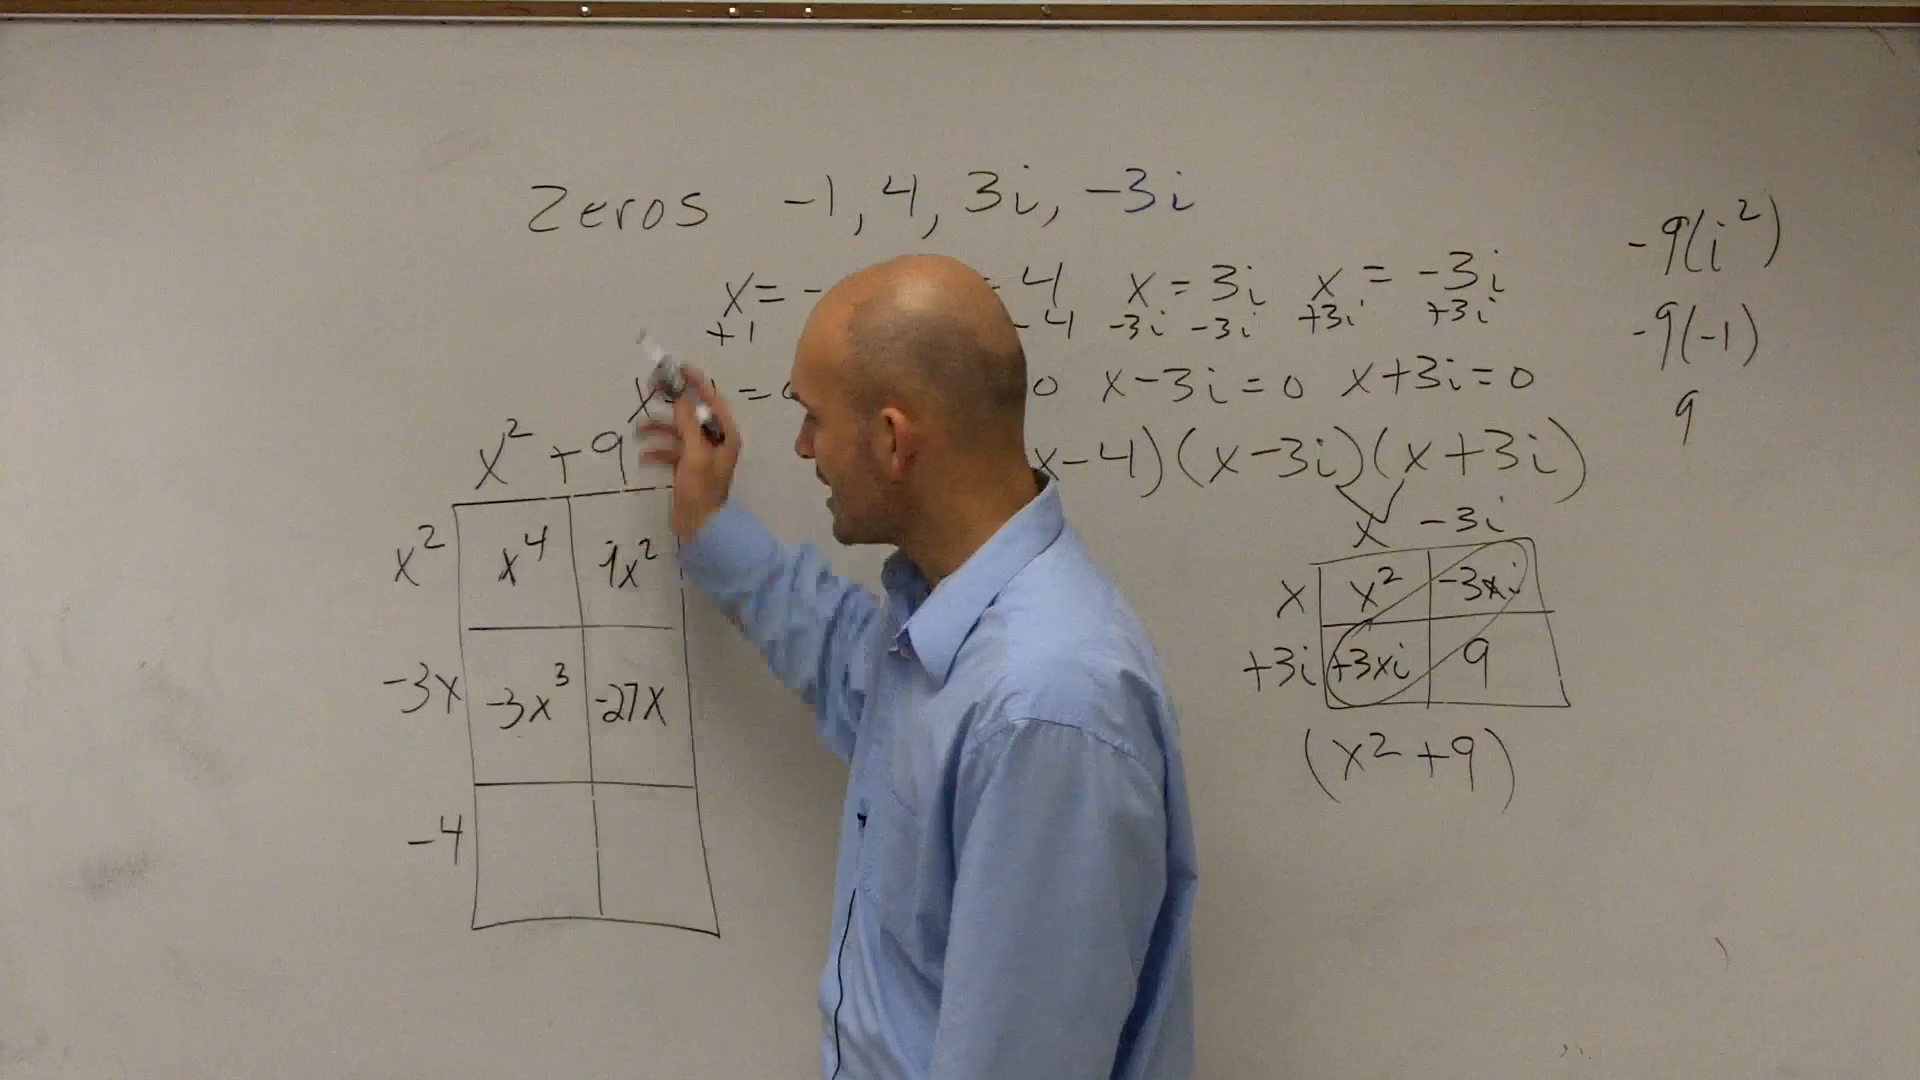 Zeros -1, 4, 3i, -3i
x = - = 4 x = 3i x = -3i
+1 -4 -3i -3i +3i +3i
= 0 x-3i=0 x+3i=0
x-4)(x-3i)(x+3i)
x² +9
x² x⁴ 9x²
-3x -3x³ -27x
-4
x -3i
x x² -3xi
+3i +3xi 9
(x² +9)
-9(i²)
-9(-1)
9